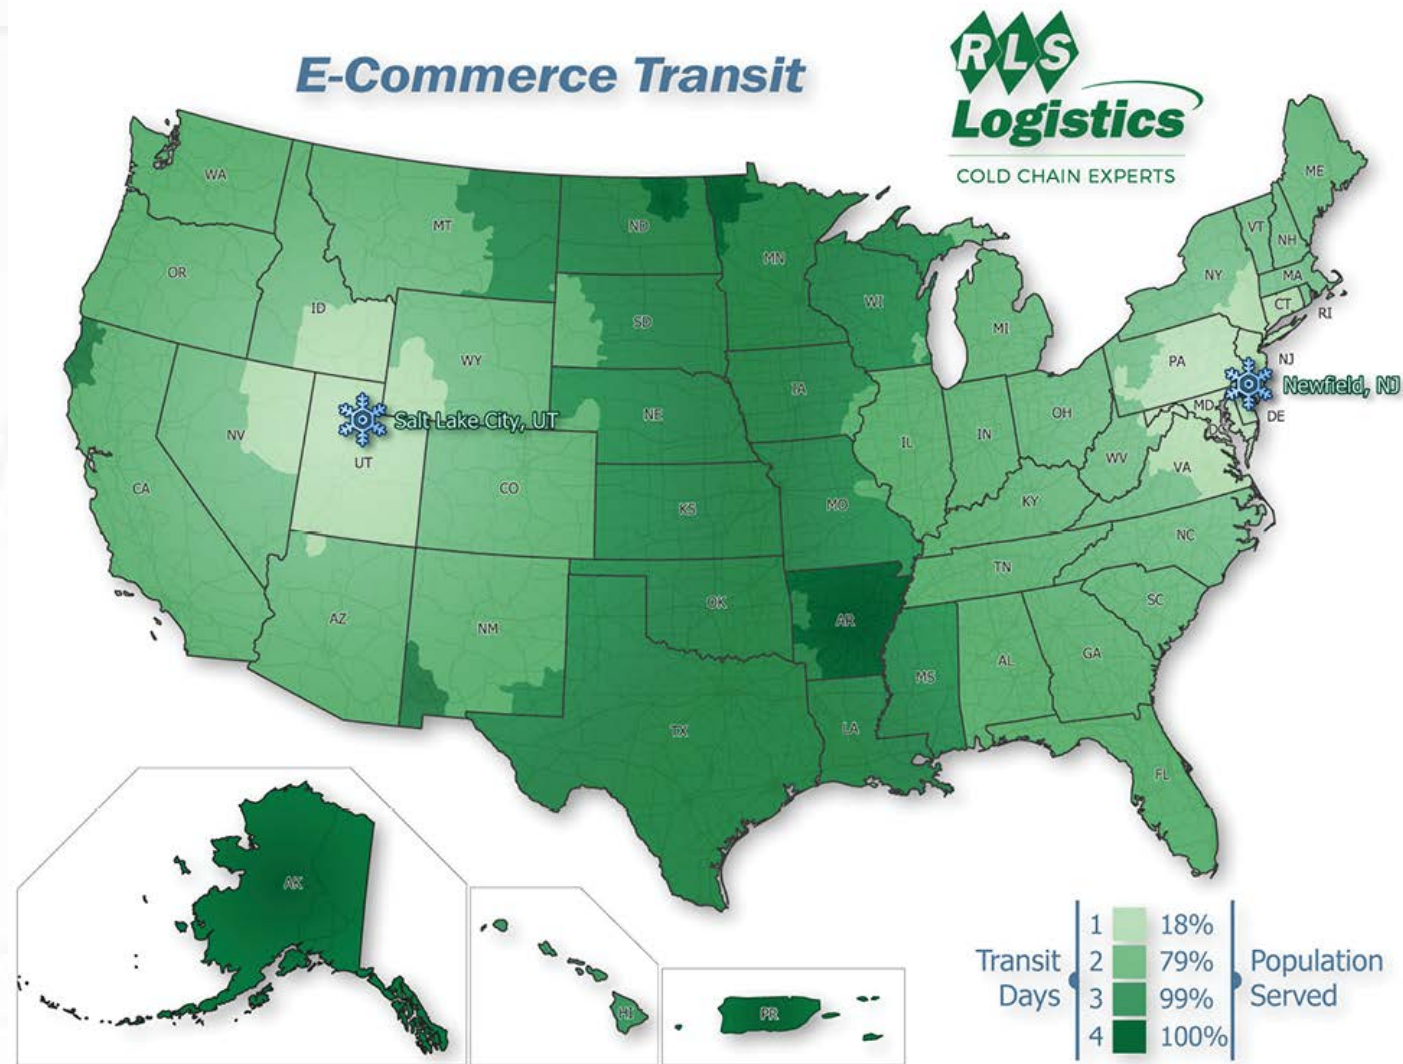 E-Commerce Transit
RLS
Logistics
COLD CHAIN EXPERTS
WA
MT
ND
MN
ME
VT
NH
OR
ID
SD
WI
MI
NY
MA
CT
RI
WY
IA
PA
NJ
Newfield, NJ
Salt Lake City, UT
NE
OH
MD
DE
DC
NV
UT
IL
IN
WV
VA
CA
CO
KS
MO
KY
NC
TN
AZ
NM
OK
AR
SC
MS
AL
GA
TX
LA
FL
AK
HI
PR
Transit
Days
1 18%
2 79%
3 99%
4 100%
Population
Served